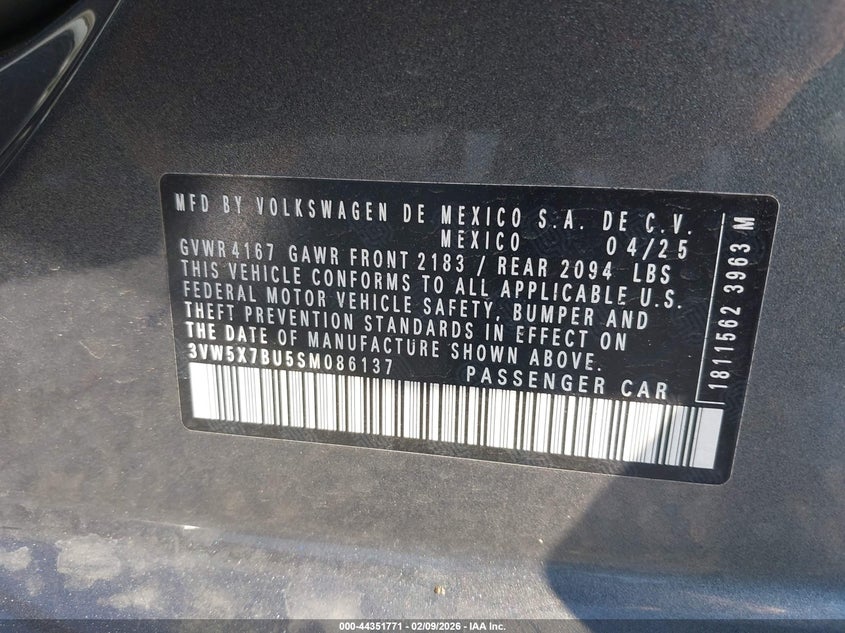 MFD BY VOLKSWAGEN DE MEXICO S.A. DE C.V.
MEXICO 04/25
GVWR 4167 GAWR FRONT 2183 / REAR 2094 LBS
THIS VEHICLE CONFORMS TO ALL APPLICABLE U.S.
FEDERAL MOTOR VEHICLE SAFETY, BUMPER AND
THEFT PREVENTION STANDARDS IN EFFECT ON
THE DATE OF MANUFACTURE SHOWN ABOVE.
3VW5X7BU5SM086137 PASSENGER CAR
1811562 3963 M
000-44351771 - 02/09/2026 - IAA Inc.